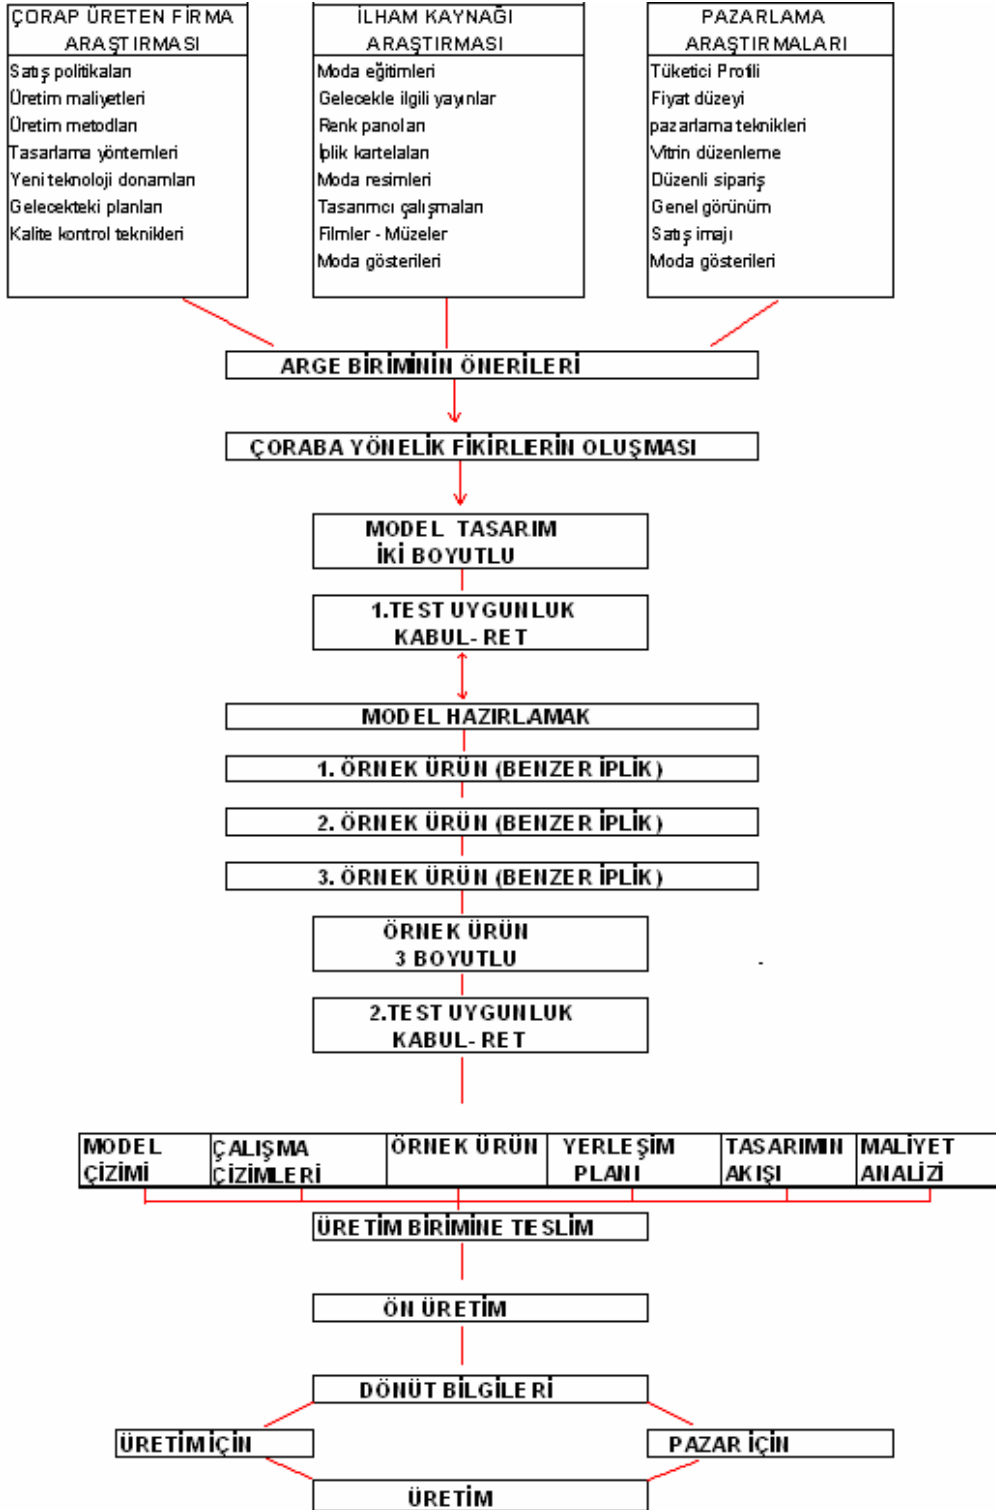 ÇORAP ÜRETEN FİRMA
ARAŞTIRMASI
Satış politikaları
Üretim maliyetleri
Üretim metodları
Tasarlama yöntemleri
Yeni teknoloji donamları
Gelecekteki planları
Kalite kontrol teknikleri
İLHAM KAYNAĞI
ARAŞTIRMASI
Moda eğitimleri
Gelecekle ilgili yayınlar
Renk panoları
İplik kartelaları
Moda resimleri
Tasarımcı çalışmaları
Filmler - Müzeler
Moda gösterileri
PAZARLAMA
ARAŞTIRMALARI
Tüketici Profili
Fiyat düzeyi
pazarlama teknikleri
Vitrin düzenleme
Düzenli sipariş
Genel görünüm
Satış imajı
Moda gösterileri
ARGE BİRİMİNİN ÖNERİLERİ
ÇORABA YÖNELİK FİKİRLERİN OLUŞMASI
MODEL TASARIM
İKİ BOYUTLU
1.TEST UYGUNLUK
KABUL- RET
MODEL HAZIRLAMAK
1. ÖRNEK ÜRÜN (BENZER İPLİK)
2. ÖRNEK ÜRÜN (BENZER İPLİK)
3. ÖRNEK ÜRÜN (BENZER İPLİK)
ÖRNEK ÜRÜN
3 BOYUTLU
-
2.TEST UYGUNLUK
KABUL- RET
MODEL
ÇİZİMİ
ÇALIŞMA
ÇİZİMLERİ
ÖRNEK ÜRÜN
YERLEŞİM
PLANI
TASARIMIN
AKIŞI
MALİYET
ANALİZİ
ÜRETİM BİRİMİNE TESLİM
ÖN ÜRETİM
DÖNÜT BİLGİLERİ
ÜRETİM İÇİN
PAZAR İÇİN
ÜRETİM